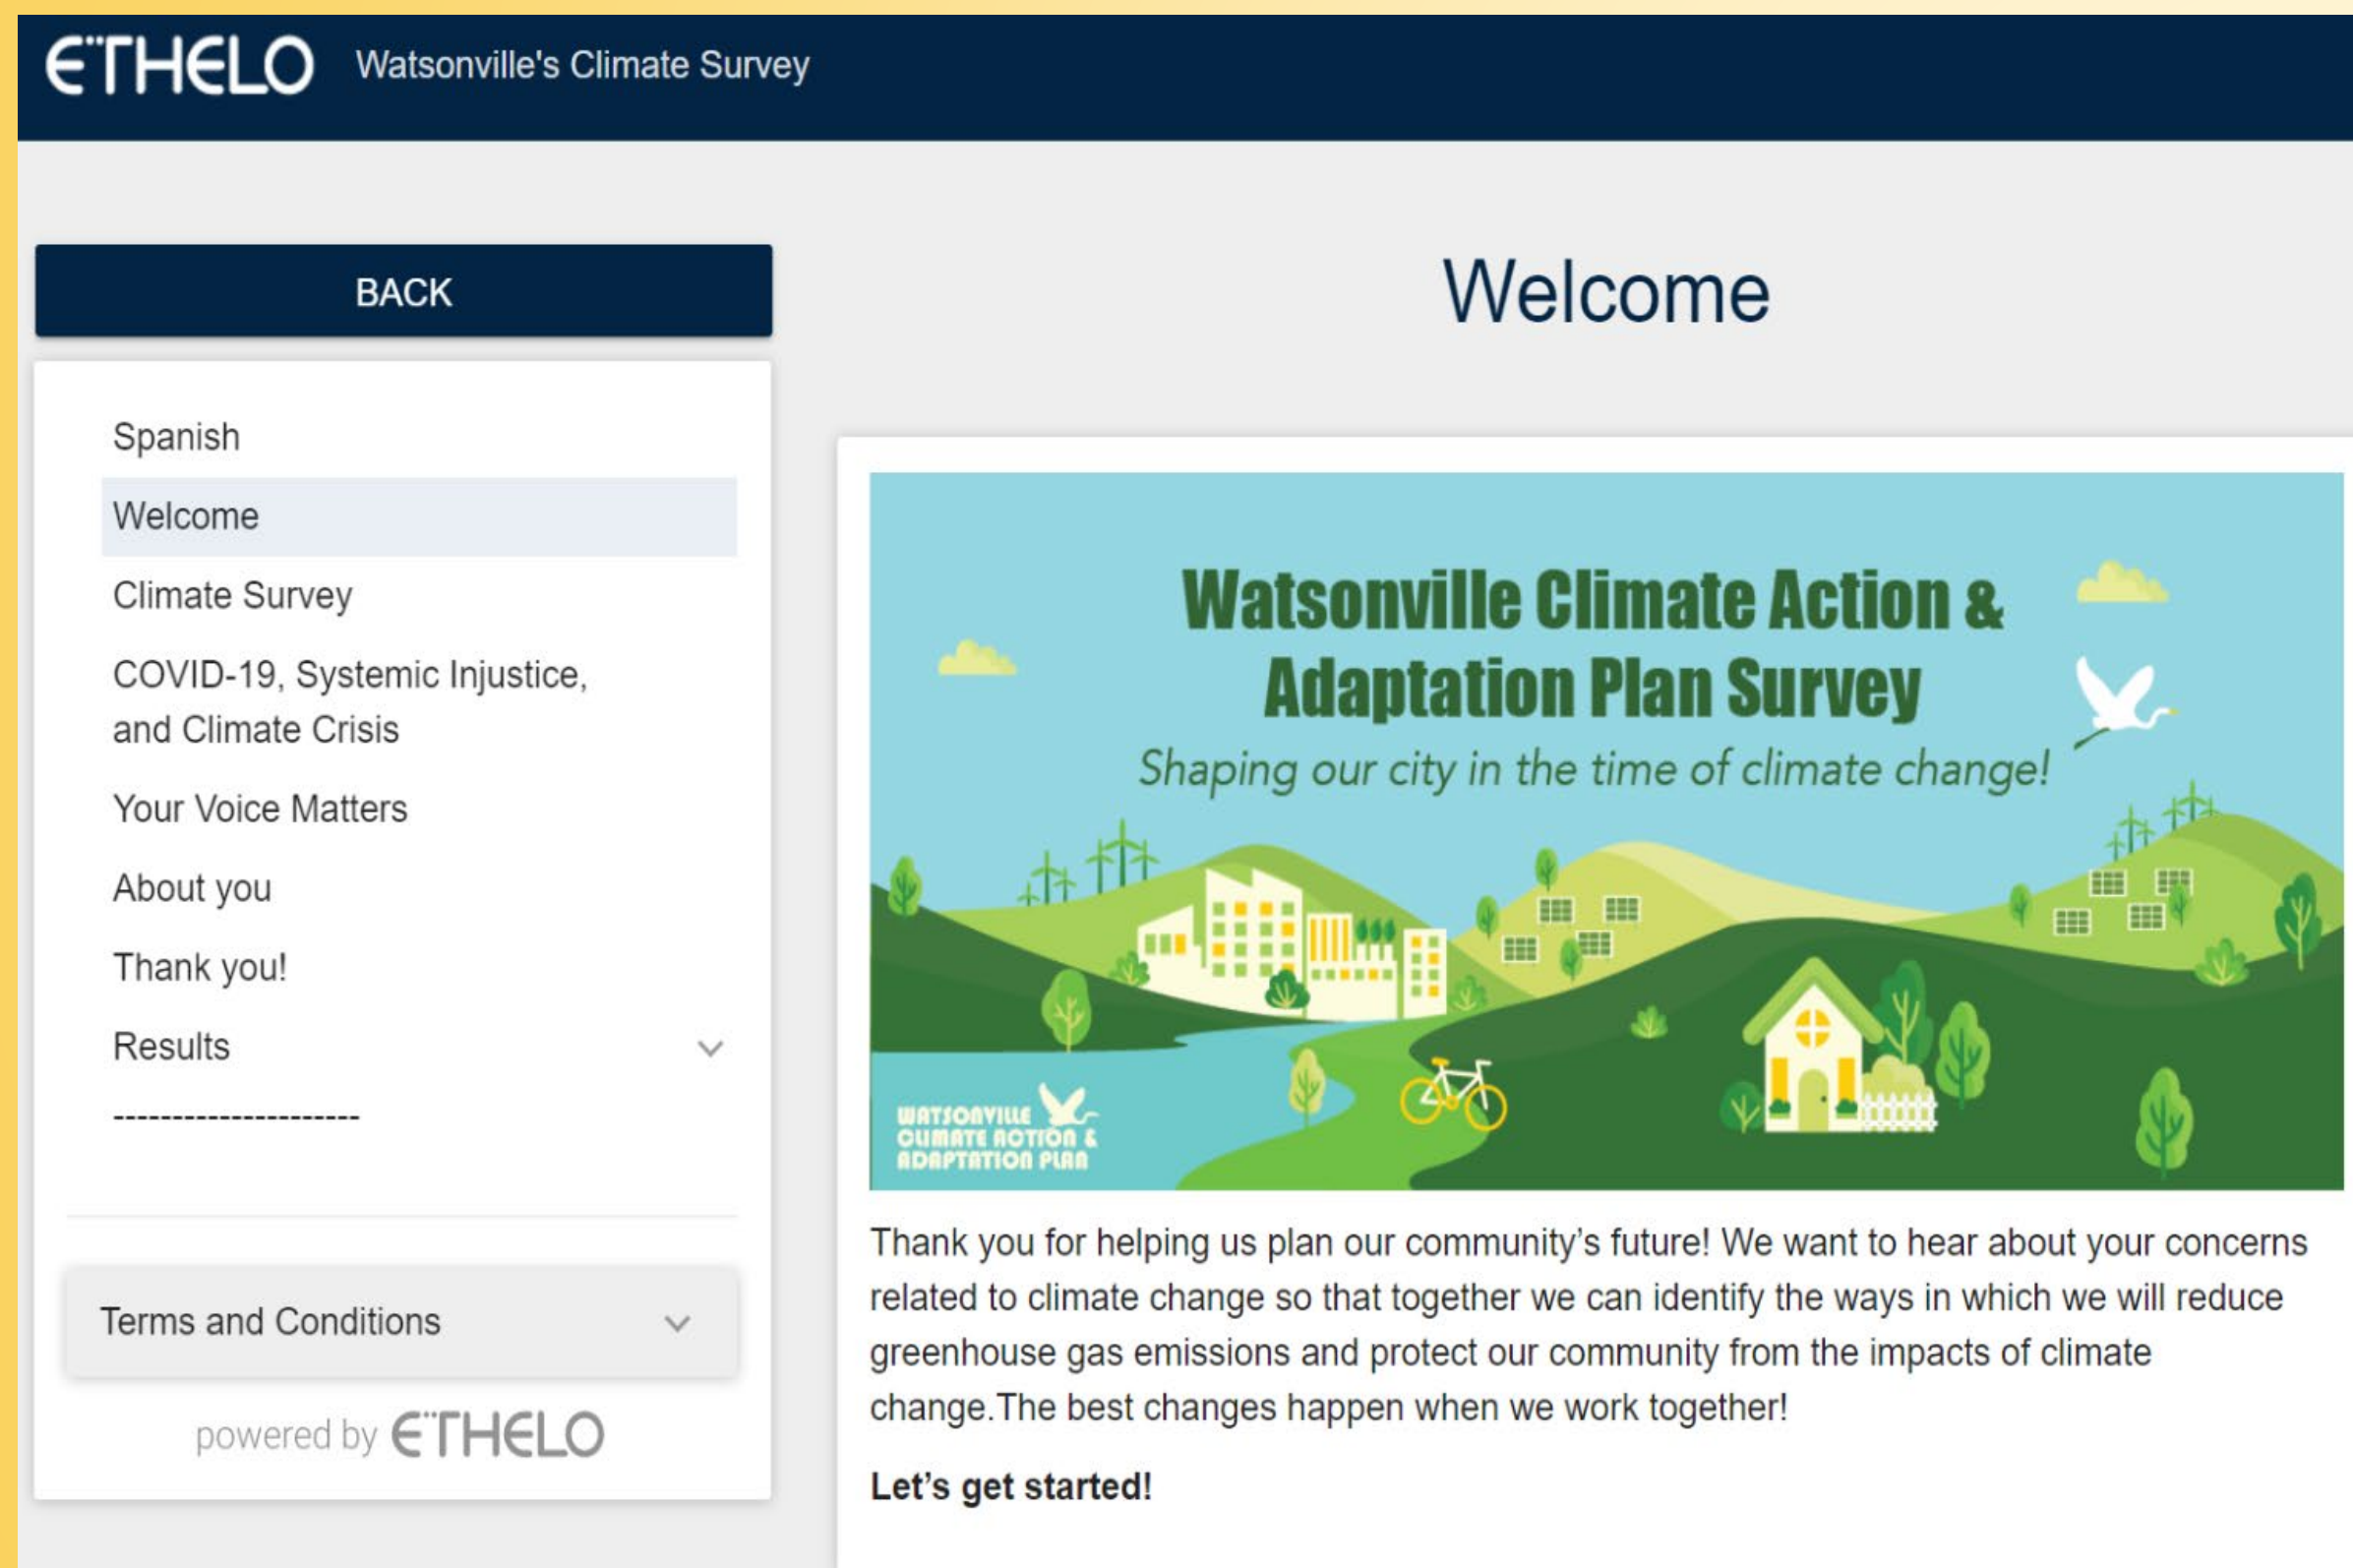 ETHELO
Watsonville's Climate Survey
BACK
Spanish
Welcome
Climate Survey
COVID-19, Systemic Injustice,
and Climate Crisis
Your Voice Matters
About you
Thank you!
Results
---------------------
Terms and Conditions
powered by ETHELO
Welcome
Watsonville Climate Action &
Adaptation Plan Survey
Shaping our city in the time of climate change!
WATSONVILLE
CLIMATE ACTION &
ADAPTATION PLAN
Thank you for helping us plan our community’s future! We want to hear about your concerns
related to climate change so that together we can identify the ways in which we will reduce
greenhouse gas emissions and protect our community from the impacts of climate
change.The best changes happen when we work together!
Let’s get started!